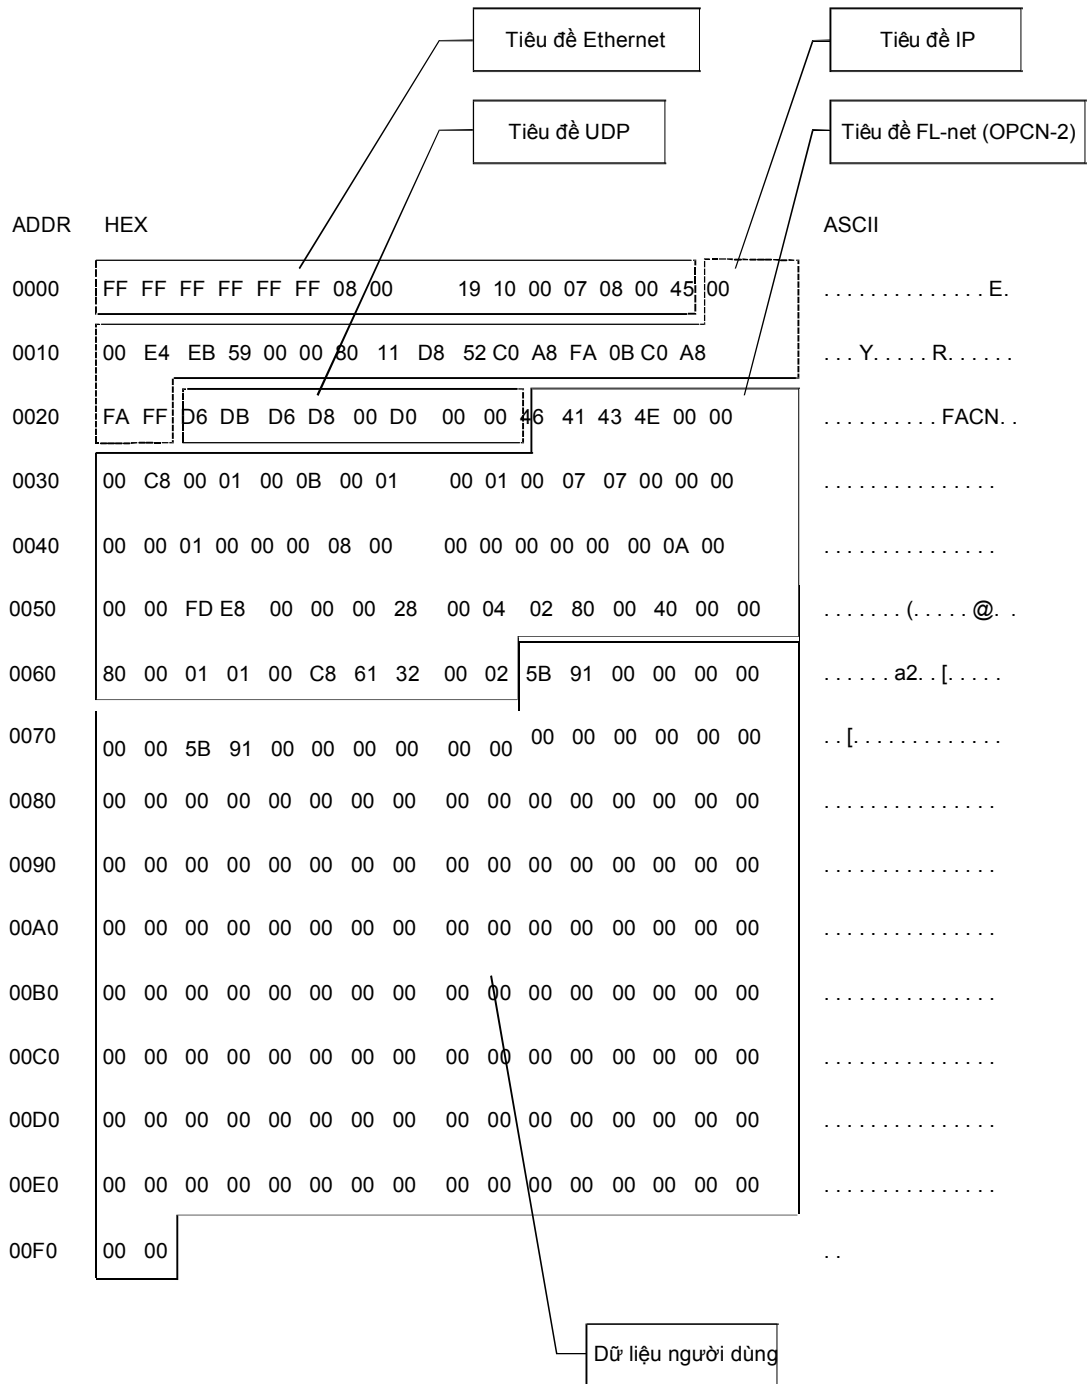 Tiêu đề Ethernet
Tiêu đề IP
Tiêu đề UDP
Tiêu đề FL-net (OPCN-2)
ADDR HEX ASCII
0000 FF FF FF FF FF FF 08 00 19 10 00 07 08 00 45 00 . . . . . . . . . . . . . . E.
0010 00 E4 EB 59 00 00 80 11 D8 52 C0 A8 FA 0B C0 A8 . . . Y. . . . . R. . . . . .
0020 FA FF D6 DB D6 D8 00 D0 00 00 46 41 43 4E 00 00 . . . . . . . . . . FACN. .
0030 00 C8 00 01 00 0B 00 01 00 01 00 07 07 00 00 00 . . . . . . . . . . . . . . .
0040 00 00 01 00 00 00 08 00 00 00 00 00 00 00 0A 00 . . . . . . . . . . . . . . .
0050 00 00 FD E8 00 00 00 28 00 04 02 80 00 40 00 00 . . . . . . . (. . . . . @. .
0060 80 00 01 01 00 C8 61 32 00 02 5B 91 00 00 00 00 . . . . . . a2. . [. . . . .
0070 00 00 5B 91 00 00 00 00 00 00 00 00 00 00 00 00 . . [. . . . . . . . . . . . .
0080 00 00 00 00 00 00 00 00 00 00 00 00 00 00 00 00 . . . . . . . . . . . . . . .
0090 00 00 00 00 00 00 00 00 00 00 00 00 00 00 00 00 . . . . . . . . . . . . . . .
00A0 00 00 00 00 00 00 00 00 00 00 00 00 00 00 00 00 . . . . . . . . . . . . . . .
00B0 00 00 00 00 00 00 00 00 00 00 00 00 00 00 00 00 . . . . . . . . . . . . . . .
00C0 00 00 00 00 00 00 00 00 00 00 00 00 00 00 00 00 . . . . . . . . . . . . . . .
00D0 00 00 00 00 00 00 00 00 00 00 00 00 00 00 00 00 . . . . . . . . . . . . . . .
00E0 00 00 00 00 00 00 00 00 00 00 00 00 00 00 00 00 . . . . . . . . . . . . . . .
00F0 00 00 . .
Dữ liệu người dùng